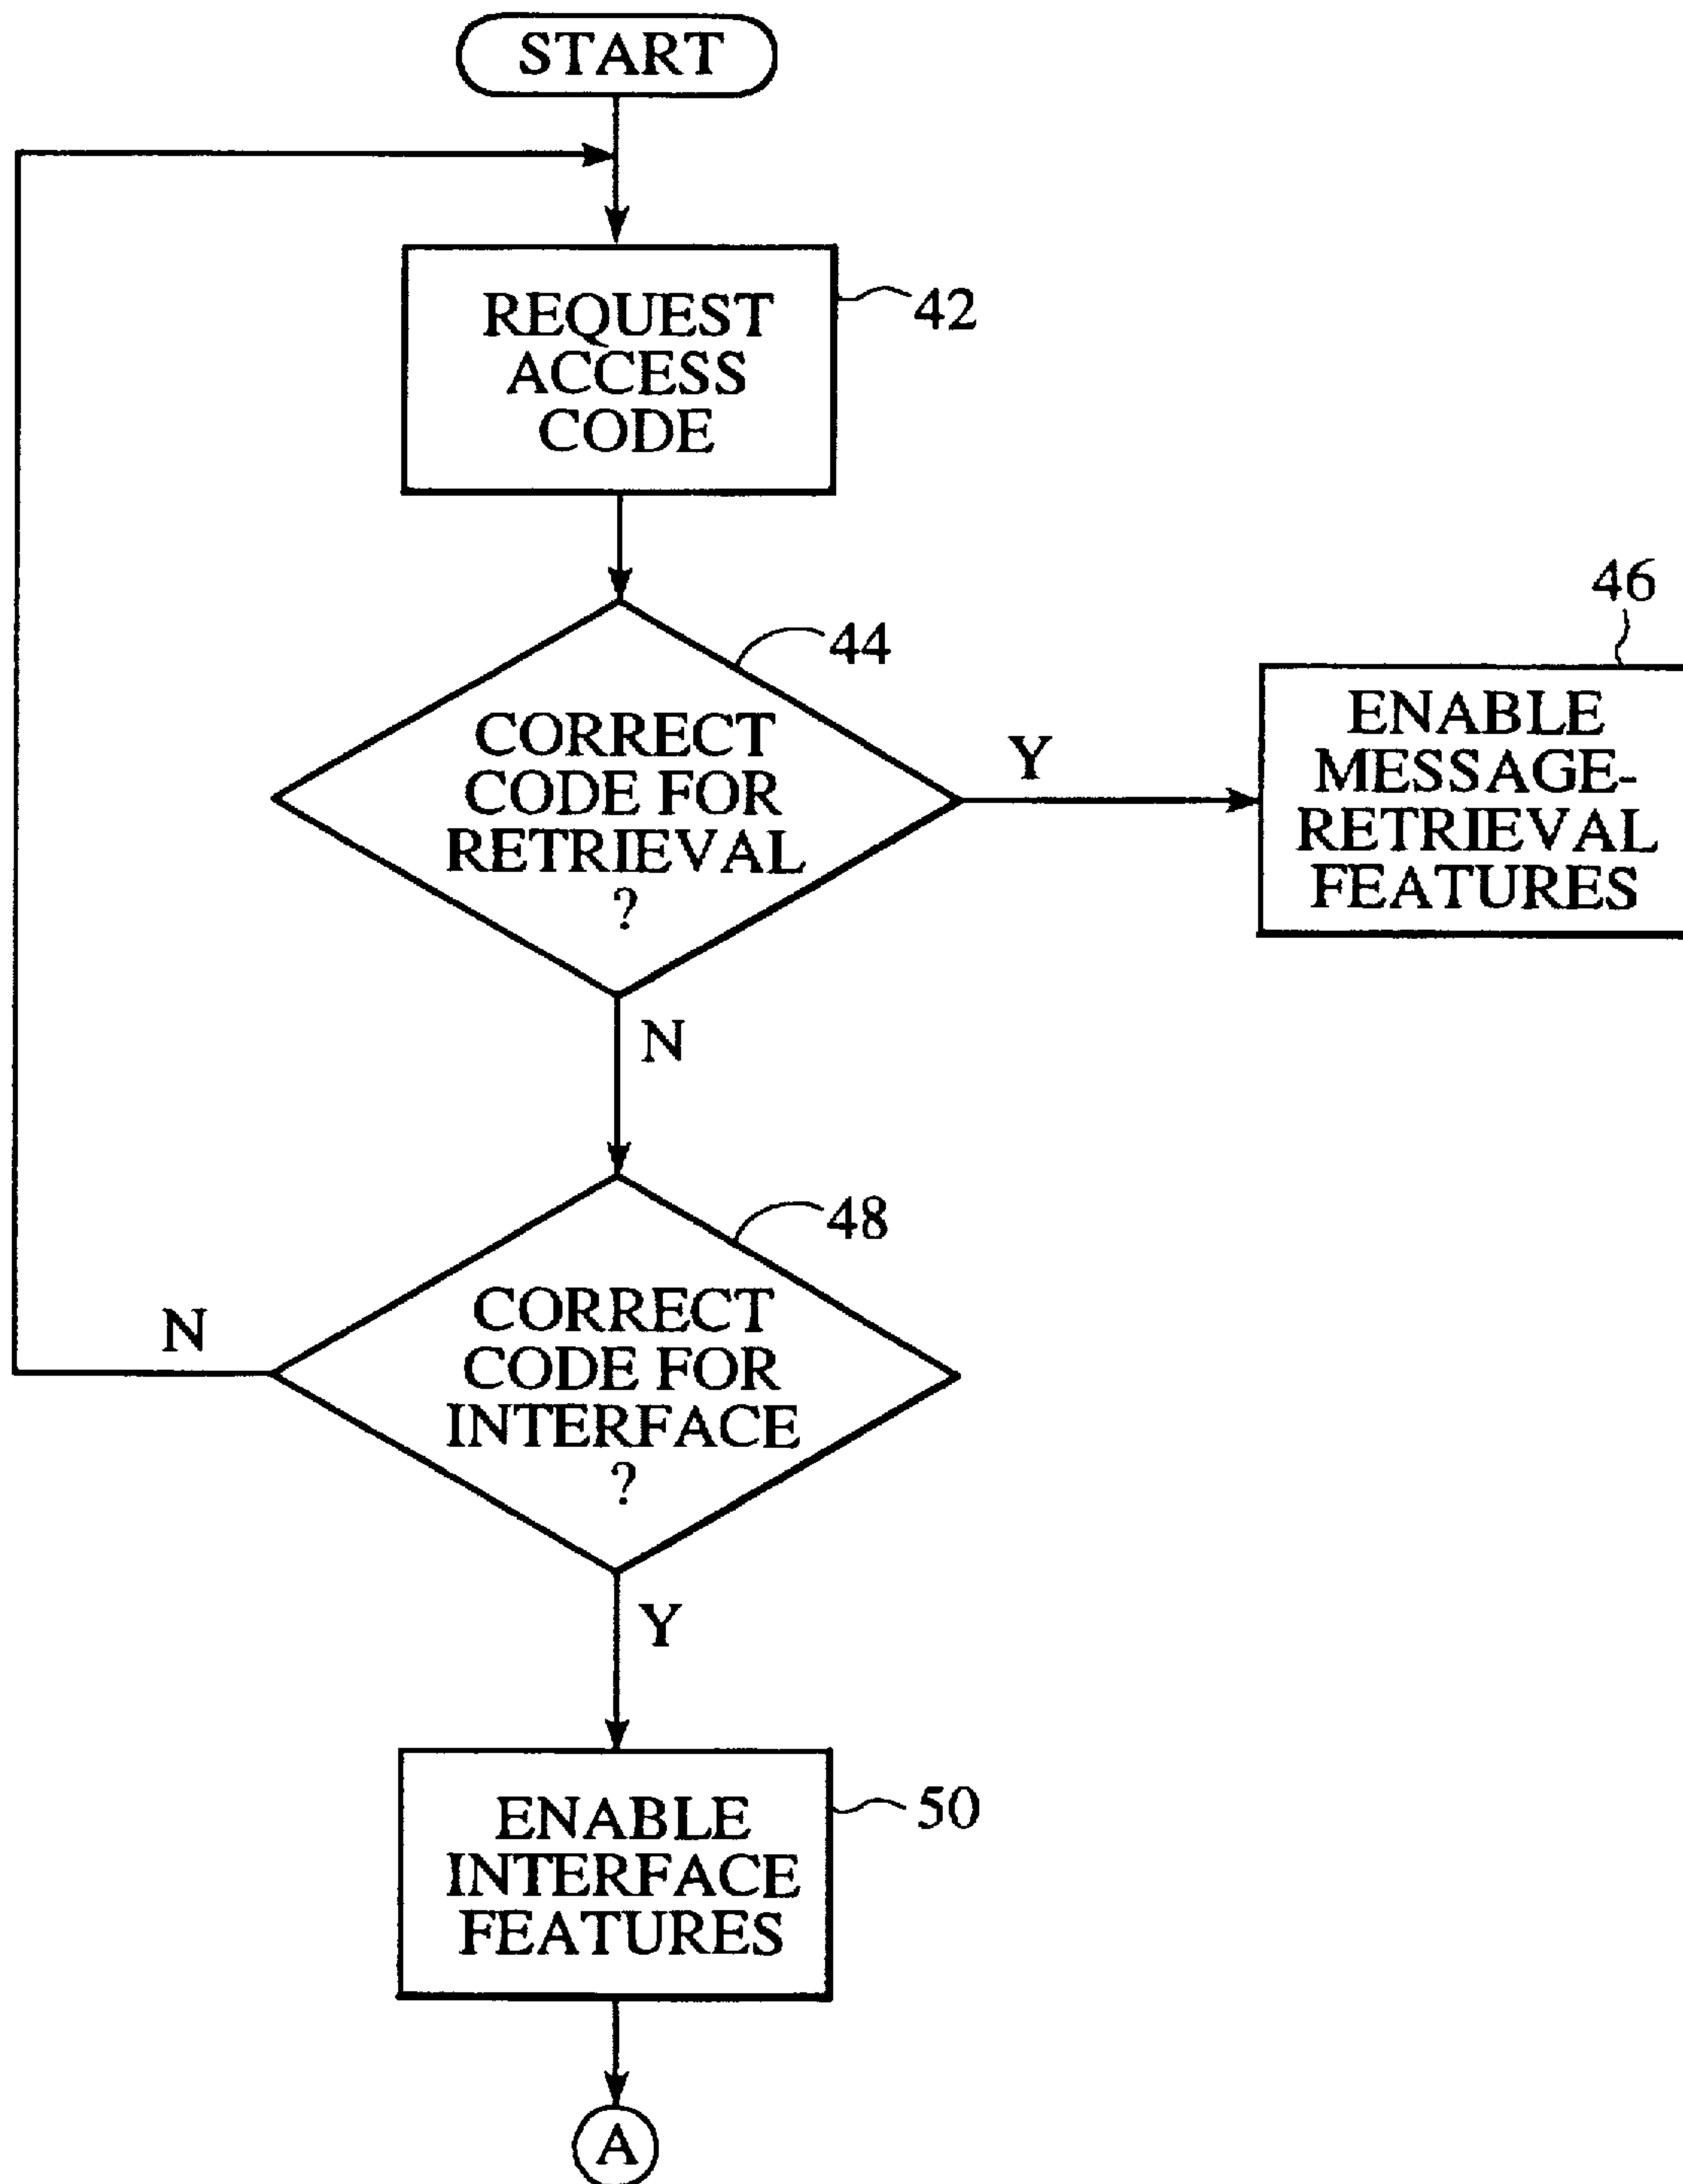 START
REQUEST
ACCESS
CODE
42
CORRECT
CODE FOR
RETRIEVAL
?
44
Y
46
ENABLE
MESSAGE-
RETRIEVAL
FEATURES
N
CORRECT
CODE FOR
INTERFACE
?
48
N
Y
ENABLE
INTERFACE
FEATURES
50
A